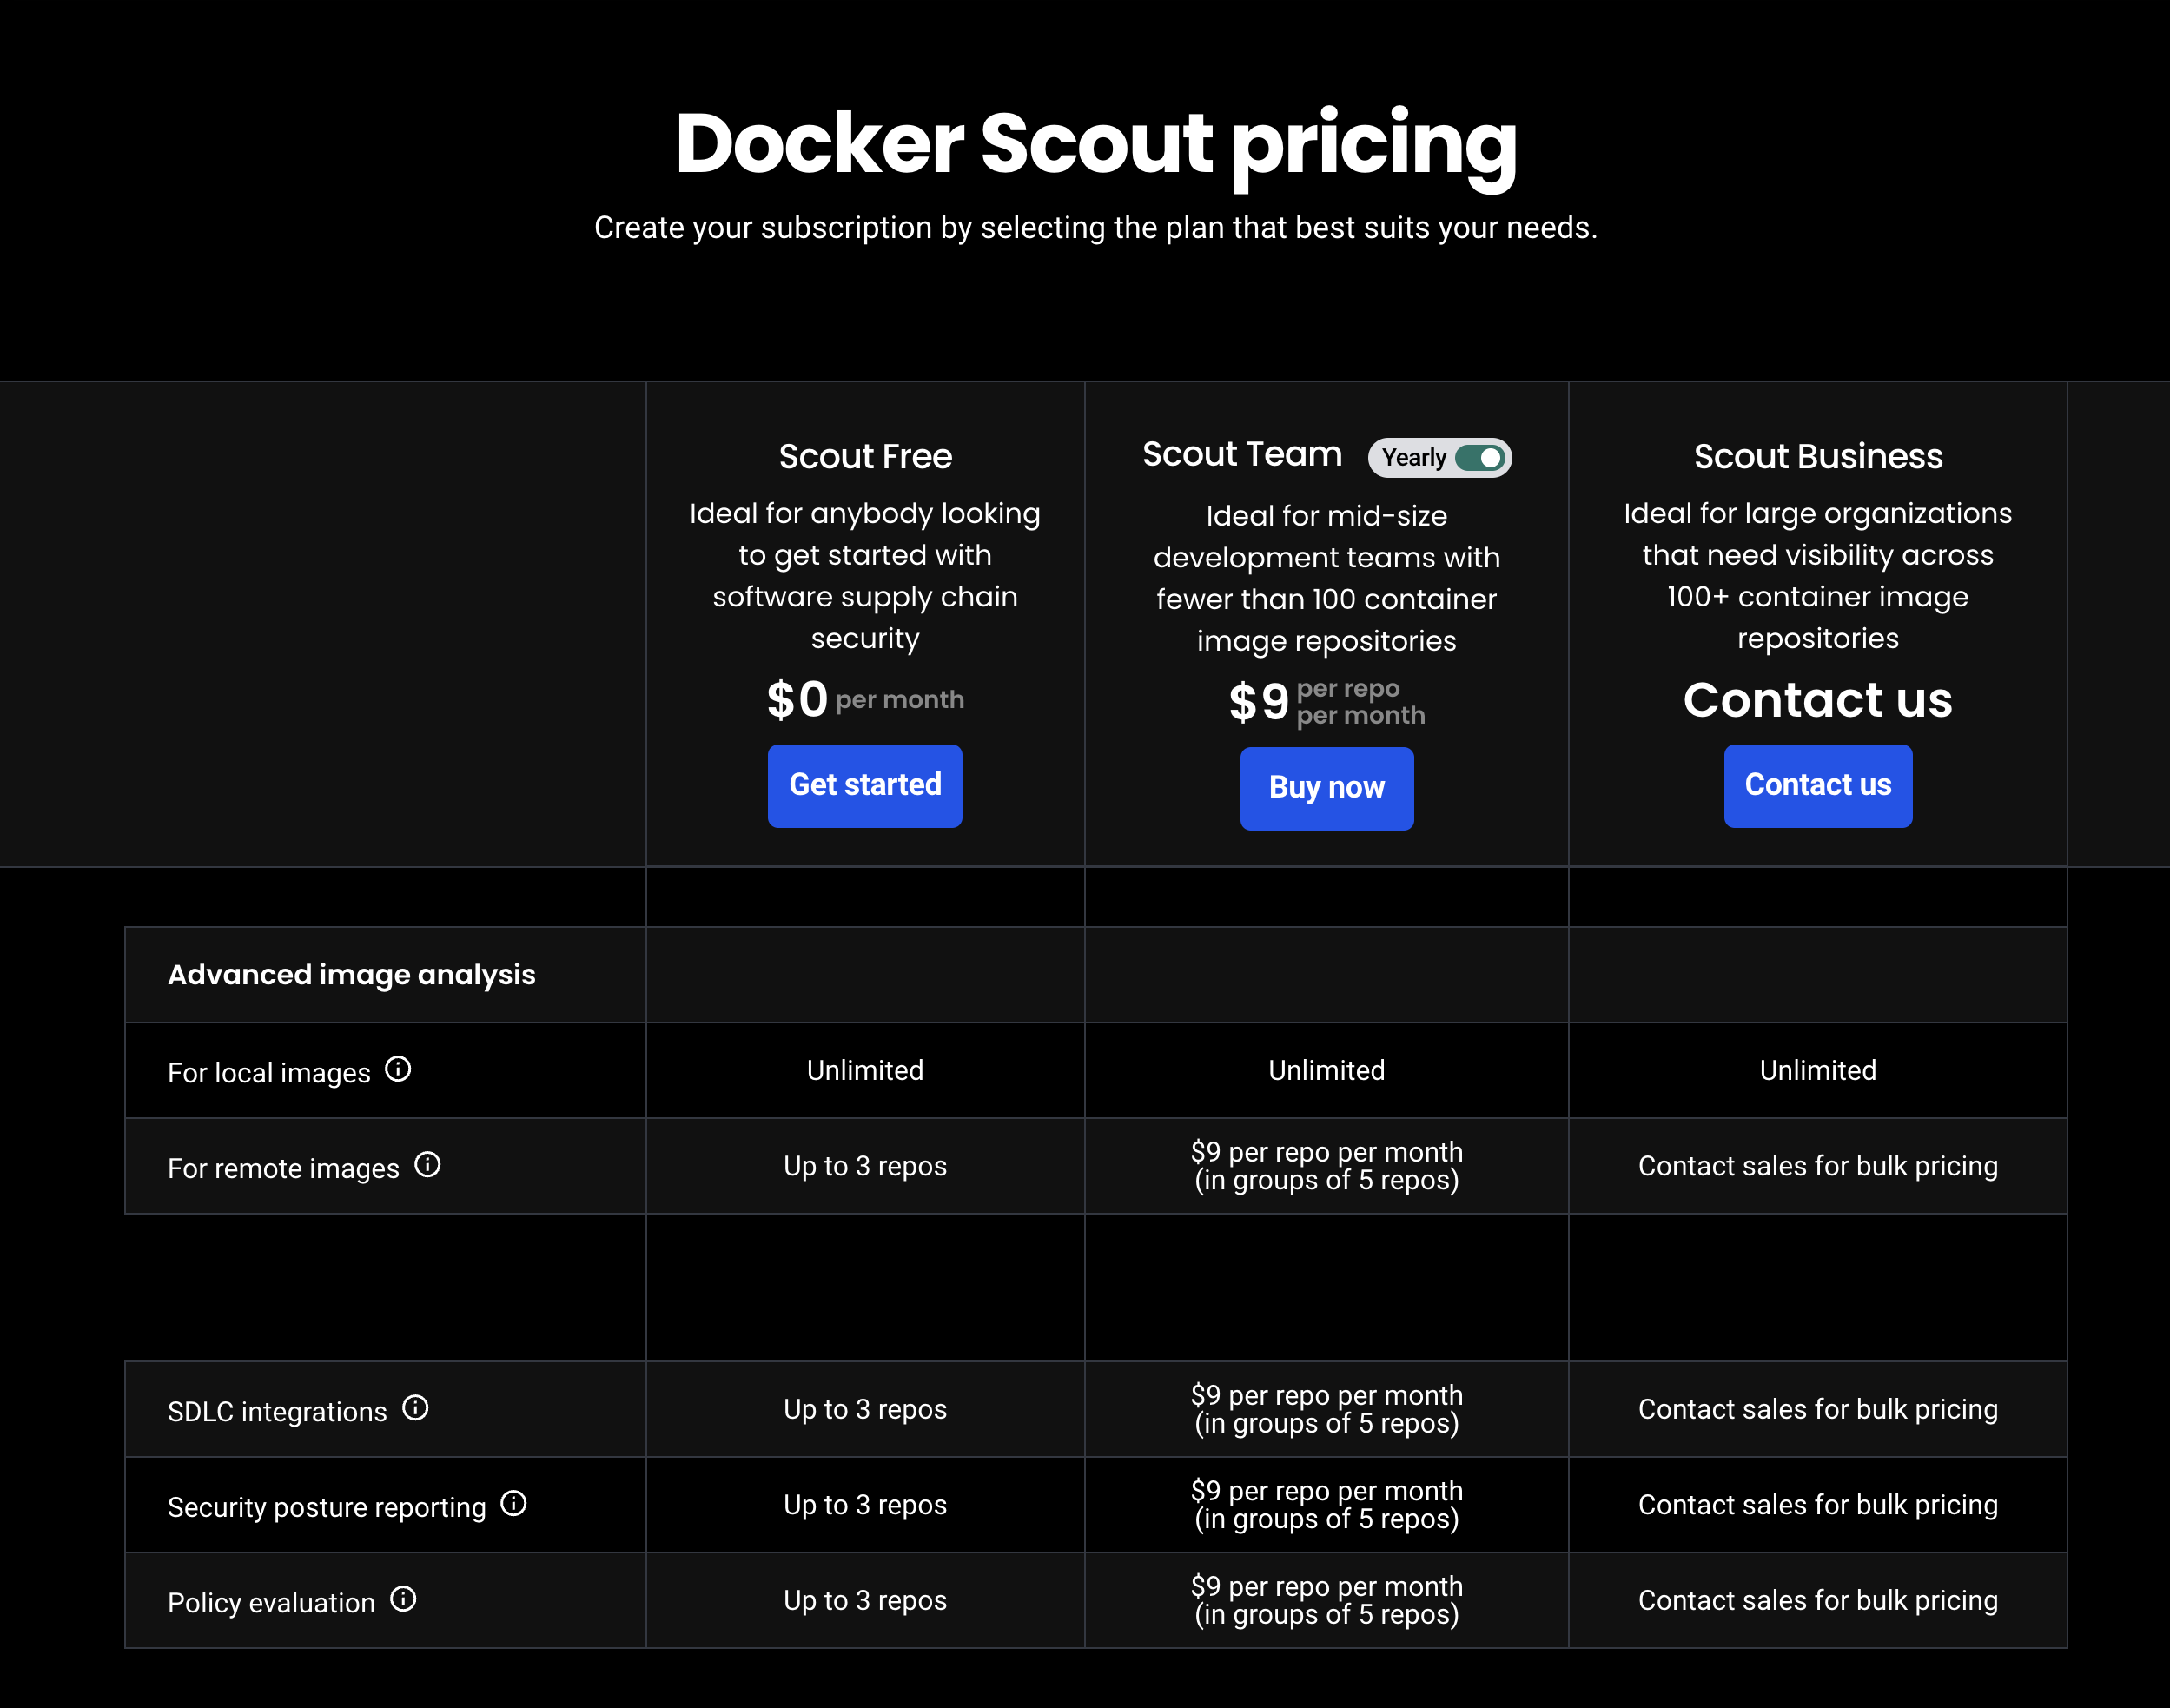 Docker Scout pricing
Create your subscription by selecting the plan that best suits your needs.
Scout Free
Ideal for anybody looking
to get started with
software supply chain
security
$0 per month
Get started
Scout Team Yearly
Ideal for mid-size
development teams with
fewer than 100 container
image repositories
$9 per repo
per month
Buy now
Scout Business
Ideal for large organizations
that need visibility across
100+ container image
repositories
Contact us
Contact us
Advanced image analysis
For local images Unlimited Unlimited Unlimited
For remote images Up to 3 repos $9 per repo per month
(in groups of 5 repos) Contact sales for bulk pricing
SDLC integrations Up to 3 repos $9 per repo per month
(in groups of 5 repos) Contact sales for bulk pricing
Security posture reporting Up to 3 repos $9 per repo per month
(in groups of 5 repos) Contact sales for bulk pricing
Policy evaluation Up to 3 repos $9 per repo per month
(in groups of 5 repos) Contact sales for bulk pricing